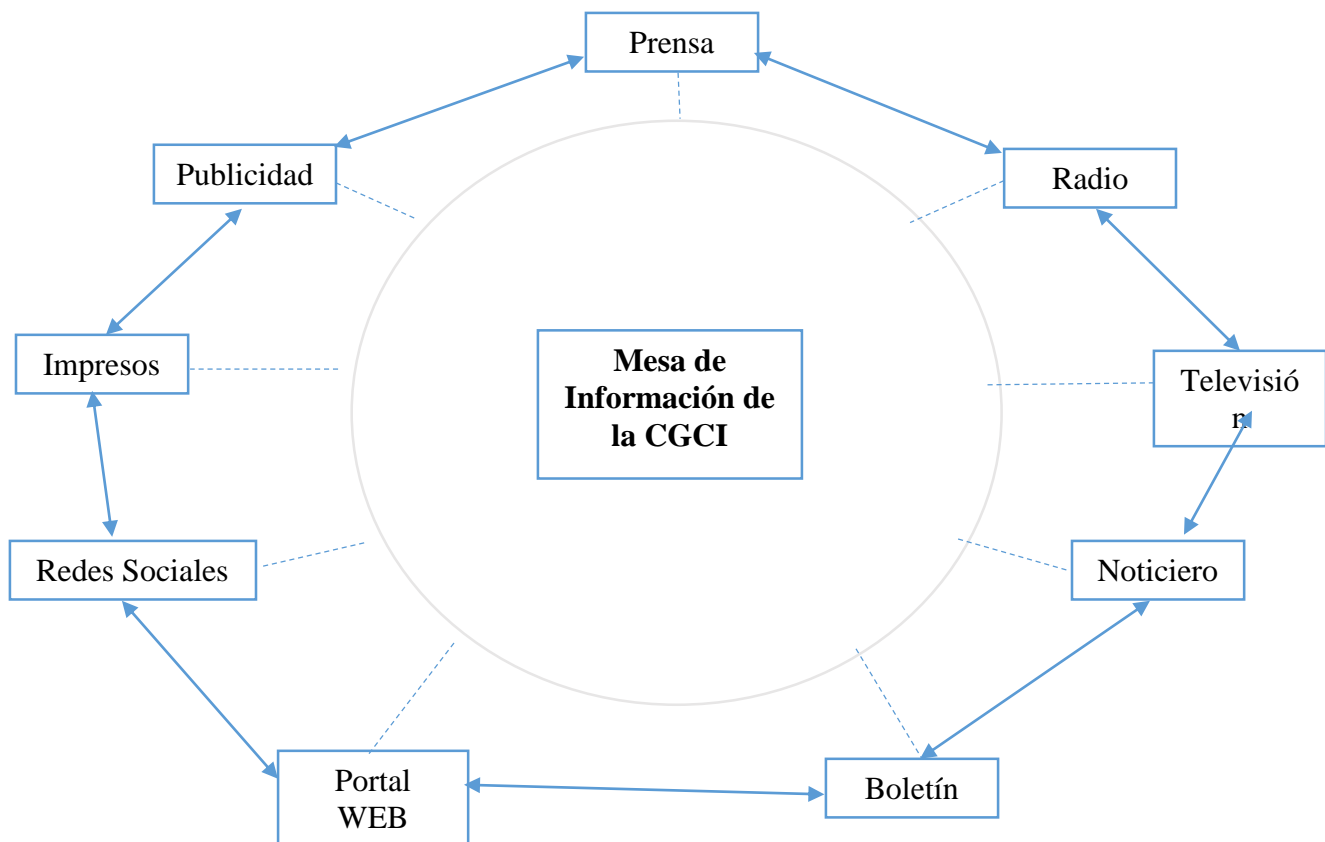 Prensa
Publicidad
Radio
Impresos
Mesa de
Información de
la CGCI
Televisió
n
Redes Sociales
Noticiero
Portal
WEB
Boletín